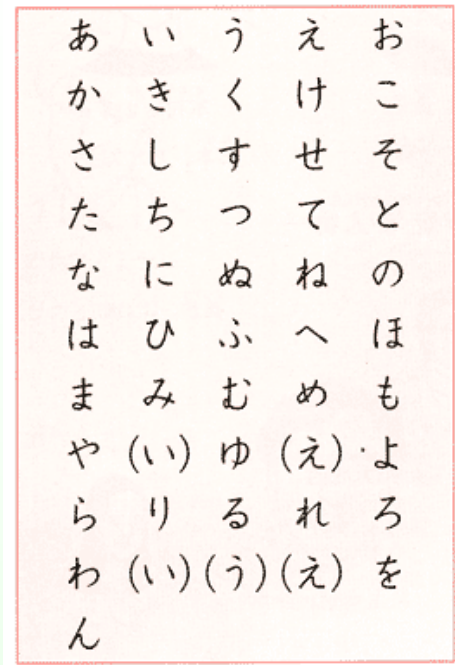 あ い う え お
か き く け こ
さ し す せ そ
た ち つ て と
な に ぬ ね の
は ひ ふ へ ほ
ま み む め も
や (い) ゆ (え) よ
ら り る れ ろ
わ (い) (う) (え) を
ん